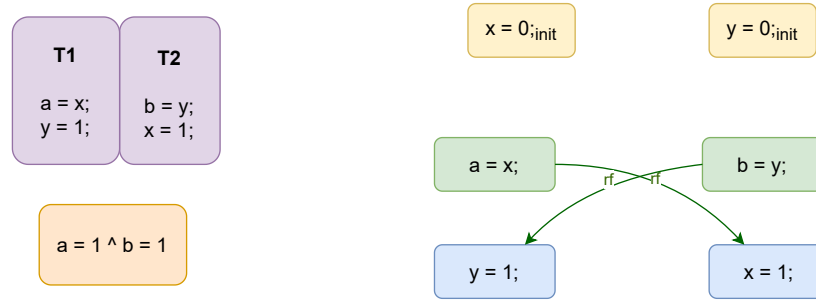 T1
a = x;
y = 1;
T2
b = y;
x = 1;
a = 1 ^ b = 1
x = 0;init
y = 0;init
a = x;
b = y;
rf
rf
y = 1;
x = 1;